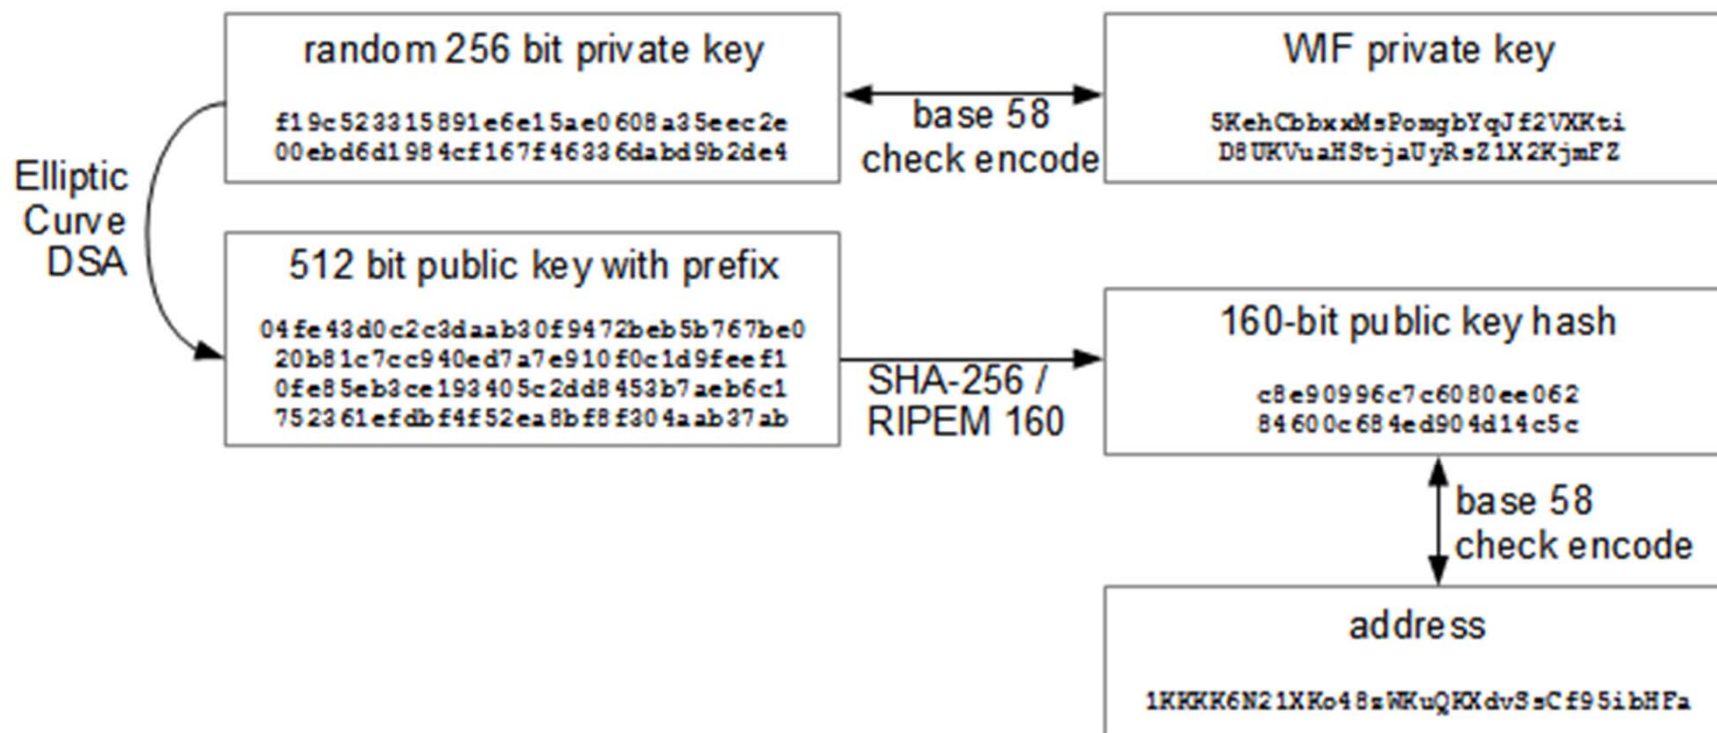 random 256 bit private key
f19c523315891e6e15ae0608a35eec2e
00ebd6d1984cf167f46336dabd9b2de4
base 58
check encode
WIF private key
5KehCbbxxMsPomgbYqJf2VXKti
D8UKVuaHStjaUyRsZ1X2KjmFZ
Elliptic
Curve
DSA
512 bit public key with prefix
04fe43d0c2c3daab30f9472beb5b767be0
20b81c7cc940ed7a7e910f0c1d9feef1
0fe85eb3ce193405c2dd8453b7aeb6c1
752361efdbf4f52ea8bf8f304aab37ab
SHA-256 /
RIPEM 160
160-bit public key hash
c8e90996c7c6080ee062
84600c684ed904d14c5c
base 58
check encode
address
1KKKK6N21XKo48zWKuQKXdvSsCf95ibHFa